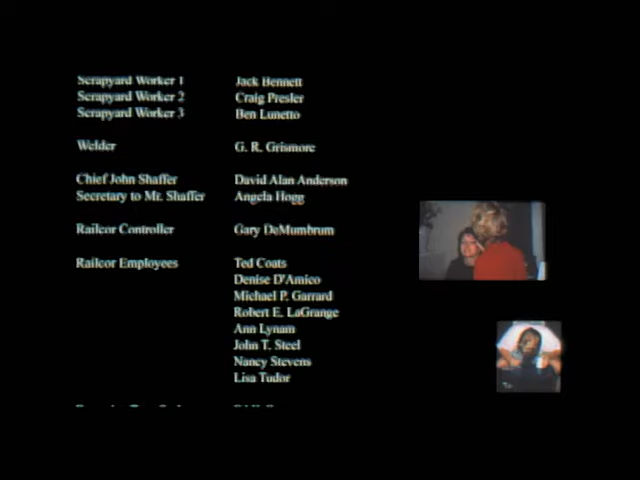 Scrapyard Worker 1 Jack Bennett
Scrapyard Worker 2 Craig Presler
Scrapyard Worker 3 Ben Lunetto
Welder G. R. Grismore
Chief John Shaffer David Alan Anderson
Secretary to Mr. Shaffer Angela Hogg
Railcor Controller Gary DeMumbrum
Railcor Employees Ted Coats
Denise D'Amico
Michael P. Garrard
Robert E. LaGrange
Ann Lynam
John T. Steel
Nancy Stevens
Lisa Tudor